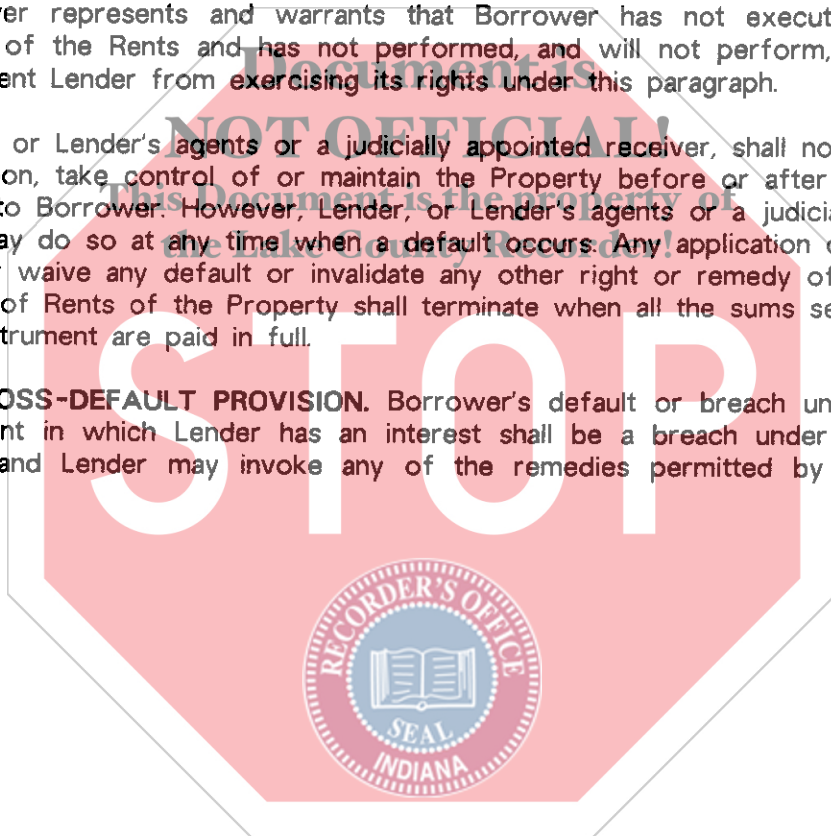 er represents and warrants that Borrower has not execut
of the Rents and has not performed, and will not perform,
ent Lender from exercising its rights under this paragraph.
Document is
NOT OFFICIAL!
This Document is the property of
the Lake County Recorder!
or Lender's agents or a judicially appointed receiver, shall no
on, take control of or maintain the Property before or after
to Borrower. However, Lender, or Lender's agents or a judicia
ay do so at any time when a default occurs. Any application o
waive any default or invalidate any other right or remedy of
of Rents of the Property shall terminate when all the sums se
trument are paid in full.
OSS-DEFAULT PROVISION. Borrower's default or breach un
nt in which Lender has an interest shall be a breach under
and Lender may invoke any of the remedies permitted by
STOP
RECORDER'S OFFICE
SEAL
INDIANA